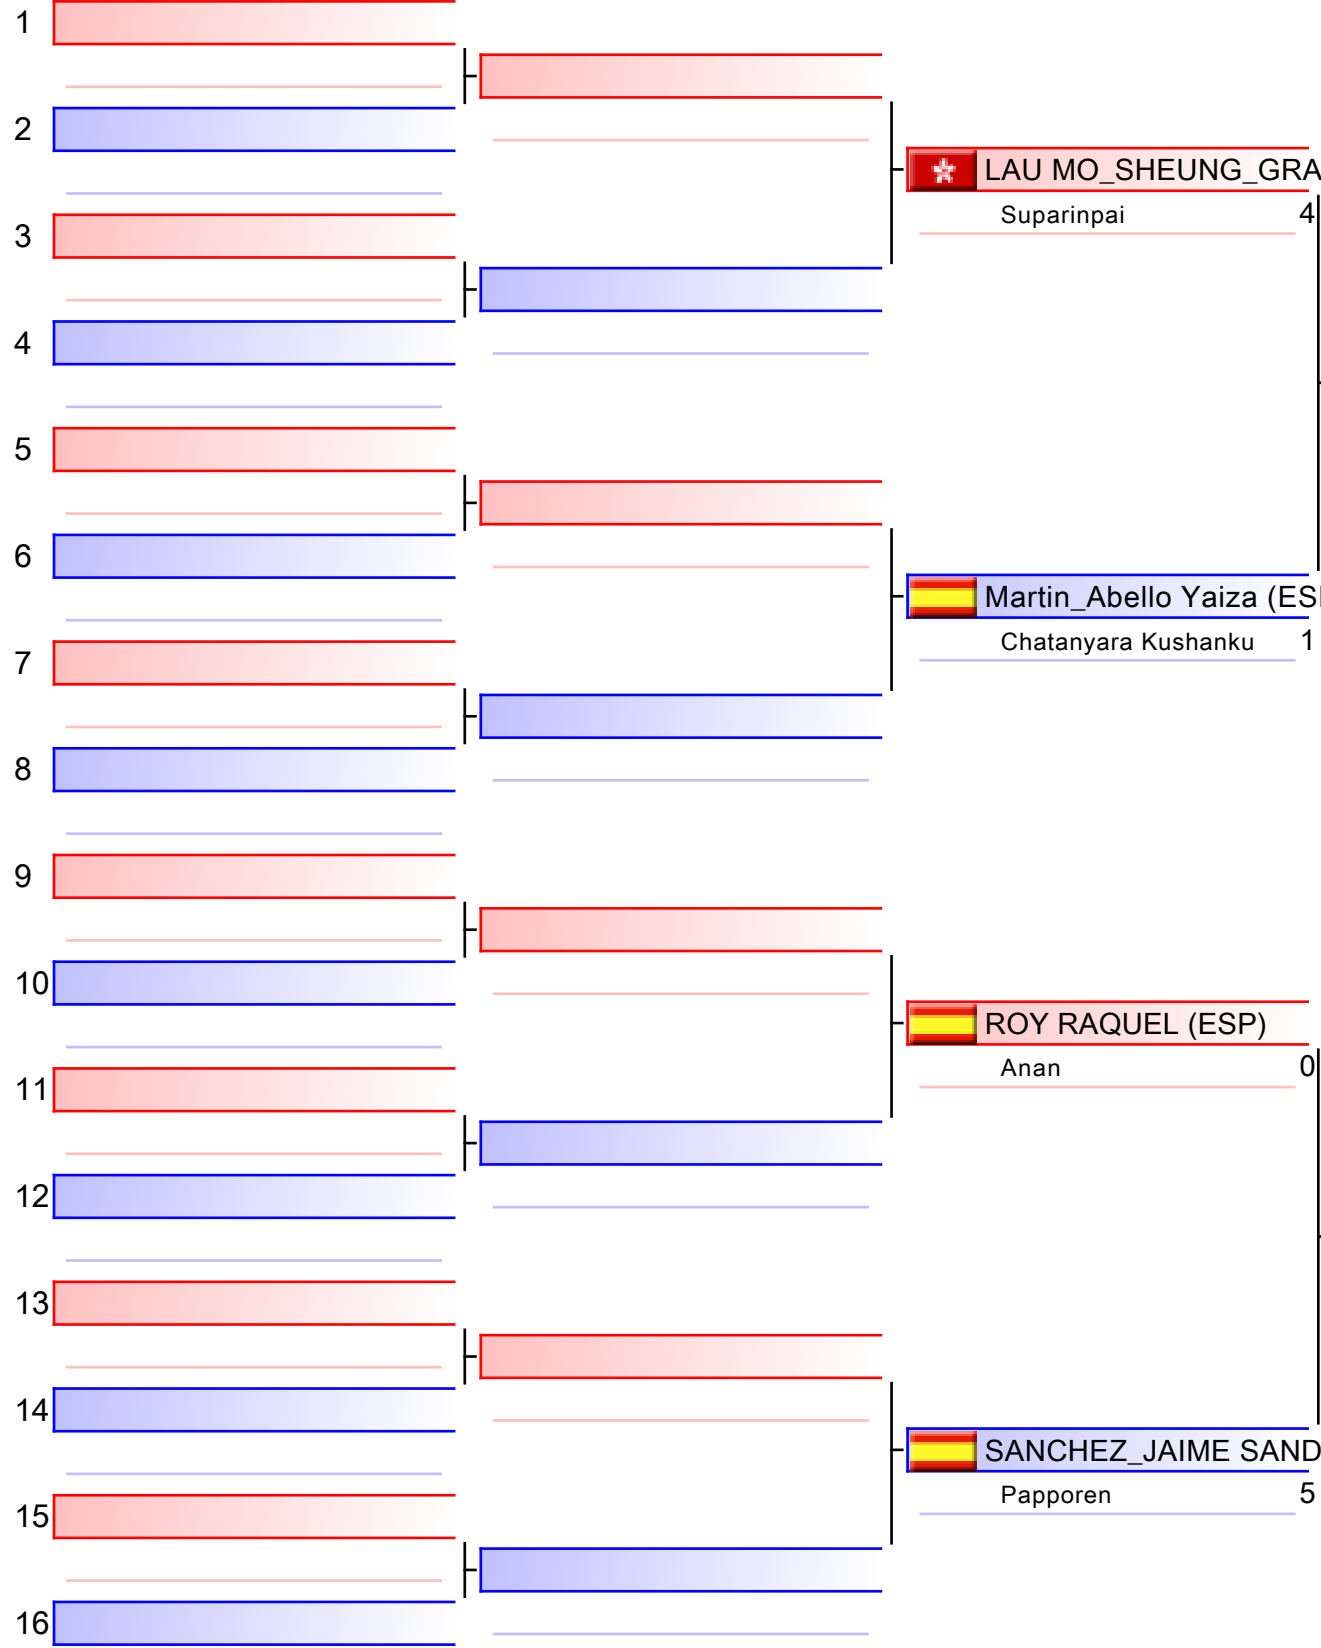 1
2
LAU MO_SHEUNG_GRA
Suparinpai 4
3
4
5
6
Martin_Abello Yaiza (ES
Chatanyara Kushanku 1
7
8
9
10
ROY RAQUEL (ESP)
Anan 0
11
12
13
14
SANCHEZ_JAIME SAND
Papporen 5
15
16